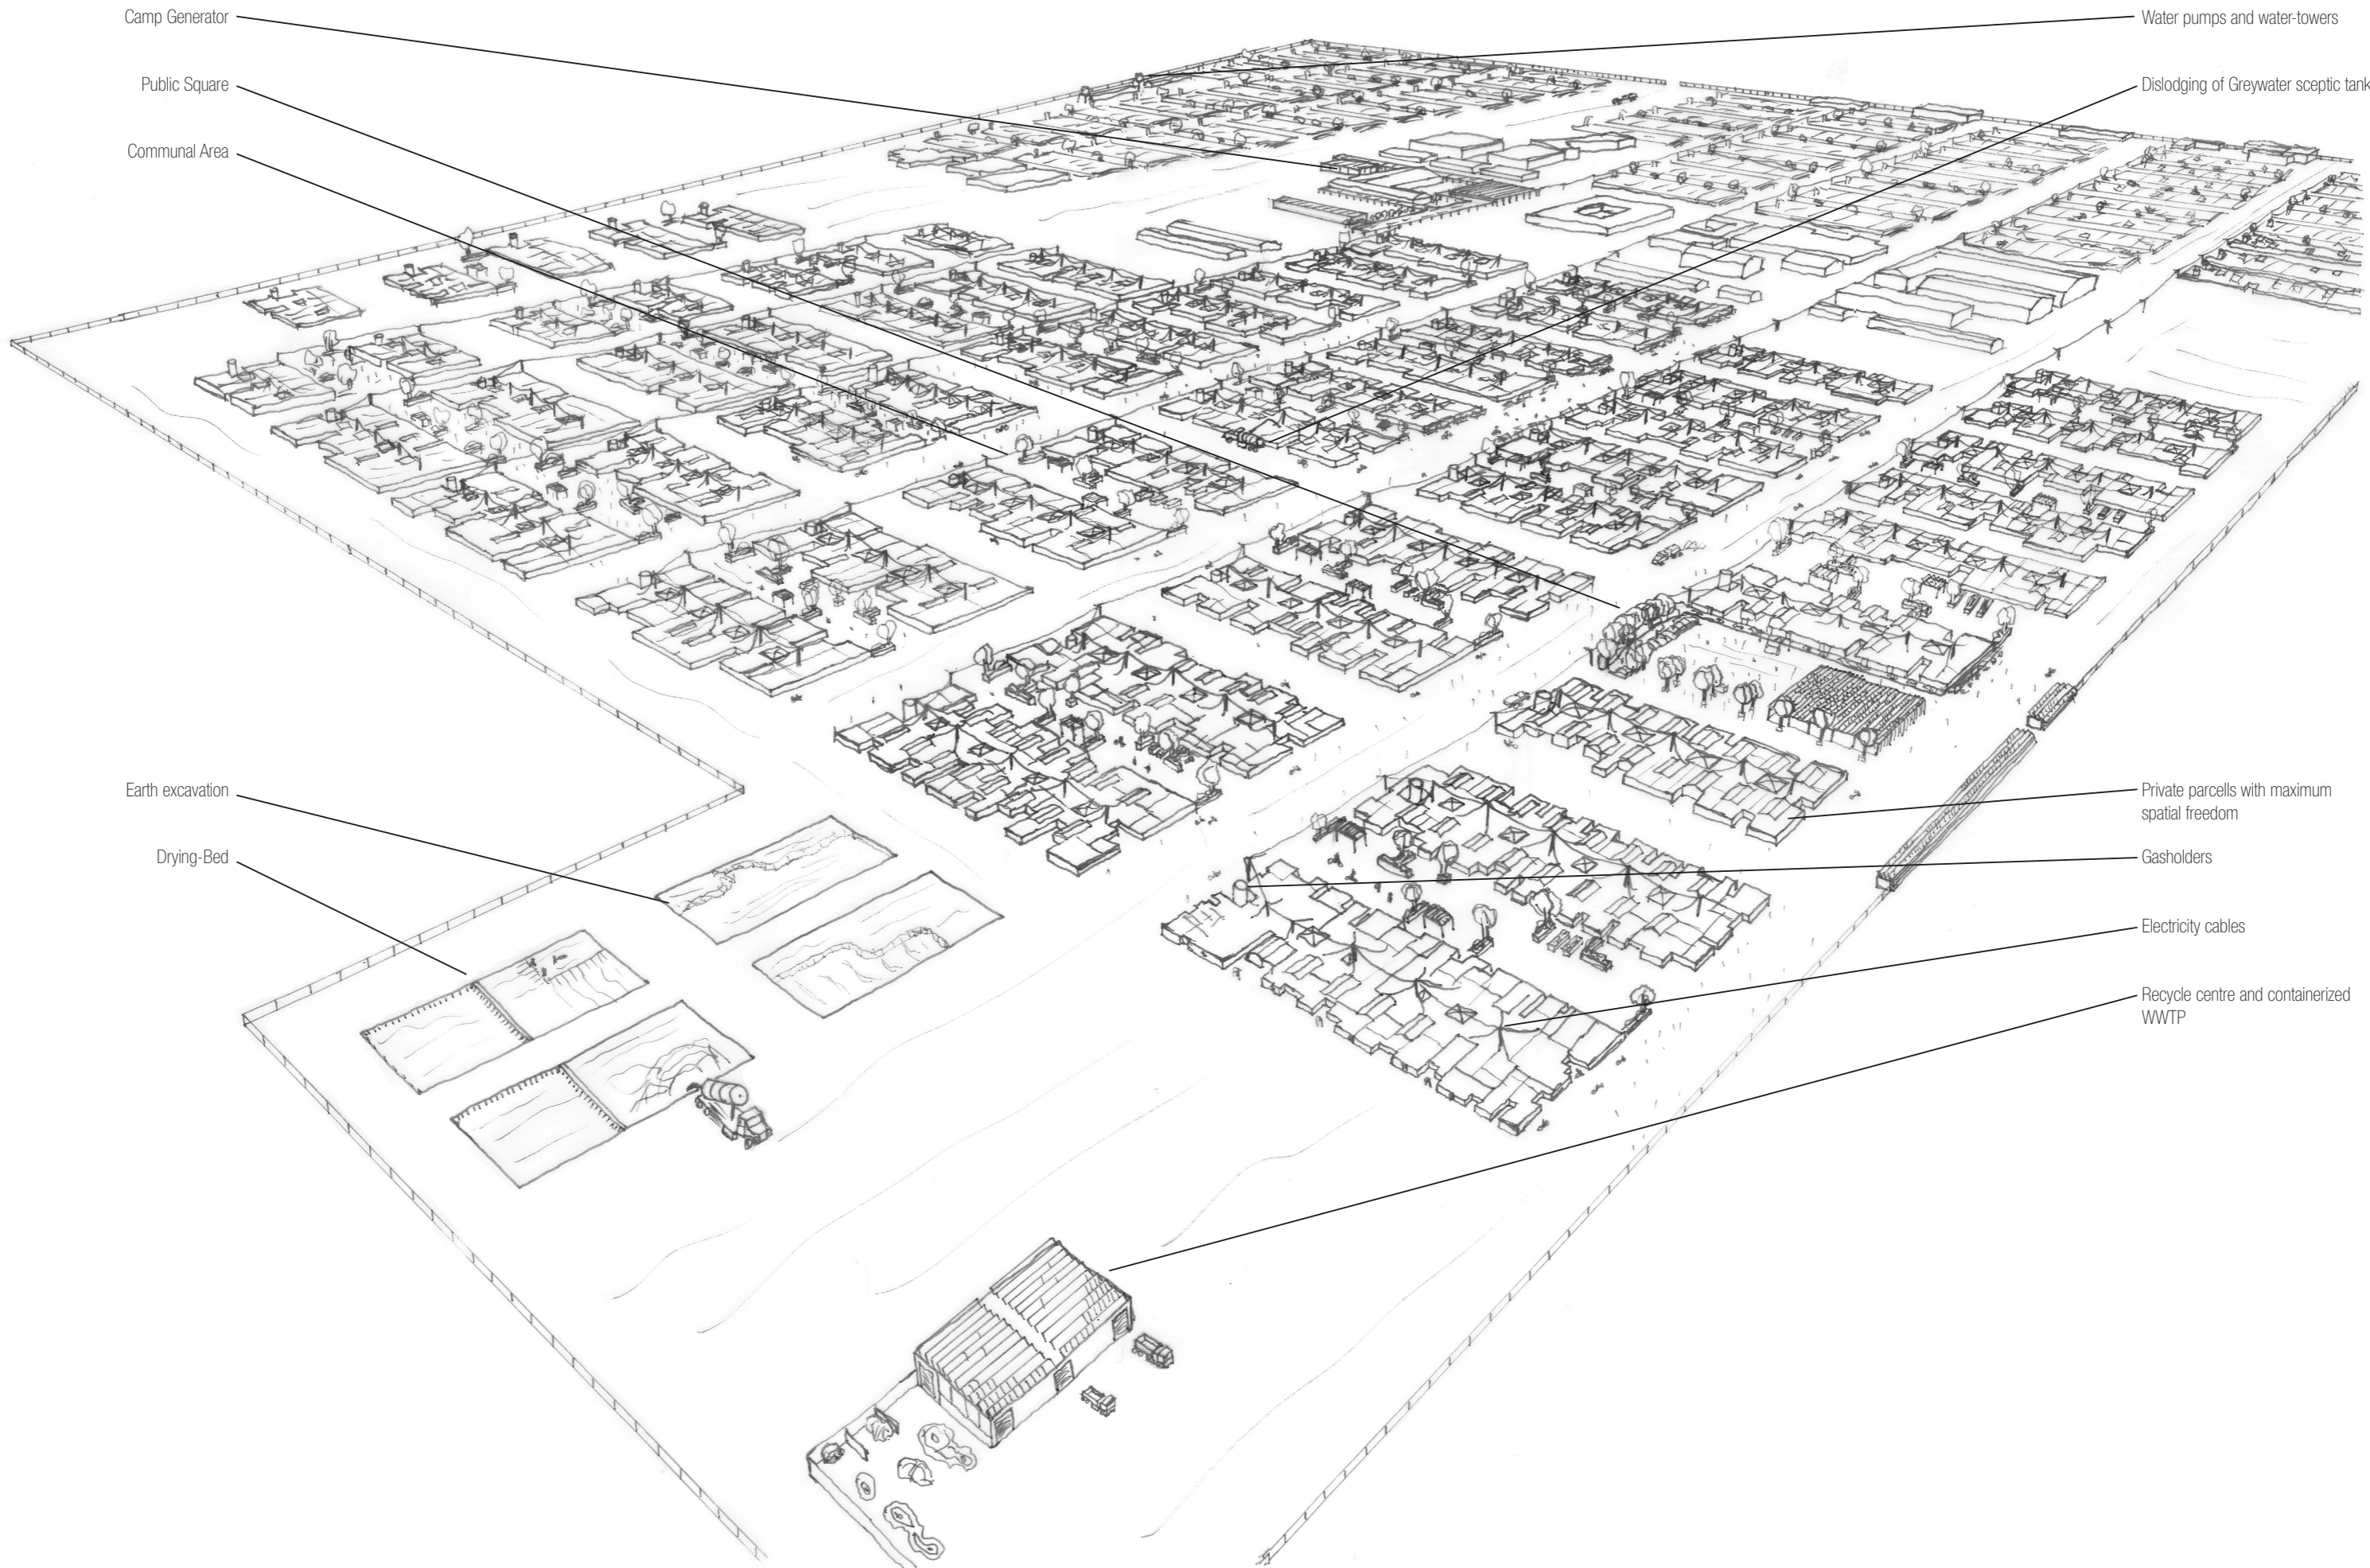 Camp Generator
Public Square
Communal Area
Earth excavation
Drying-Bed
Water pumps and water-towers
Dislodging of Greywater sceptic tank
Private parcells with maximum
spatial freedom
Gasholders
Electricity cables
Recycle centre and containerized
WWTP